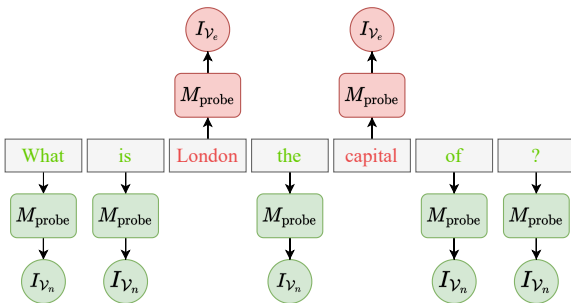 I_{𝒱_e} I_{𝒱_e}
M_probe M_probe
What is London the capital of ?
M_probe M_probe M_probe M_probe M_probe
I_{𝒱_n} I_{𝒱_n} I_{𝒱_n} I_{𝒱_n} I_{𝒱_n}